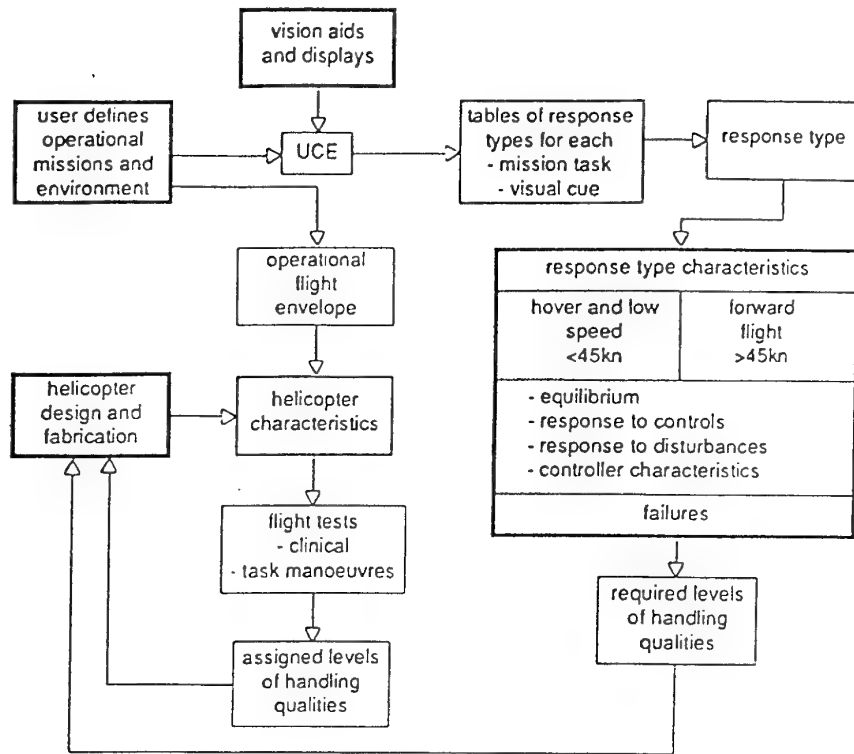 vision aids
and displays
user defines
operational
missions and
environment
UCE
tables of response
types for each
- mission task
- visual cue
response
type
operational
flight
envelope
response type characteristics
hover and low
speed
<45kn
forward
flight
>45kn
- equilibrium
- response to controls
- response to disturbances
- controller characteristics
failures
helicopter
design and
fabrication
helicopter
characteristics
flight tests
- clinical
- task manoeuvres
assigned levels
of handling
qualities
required levels
of handling
qualities